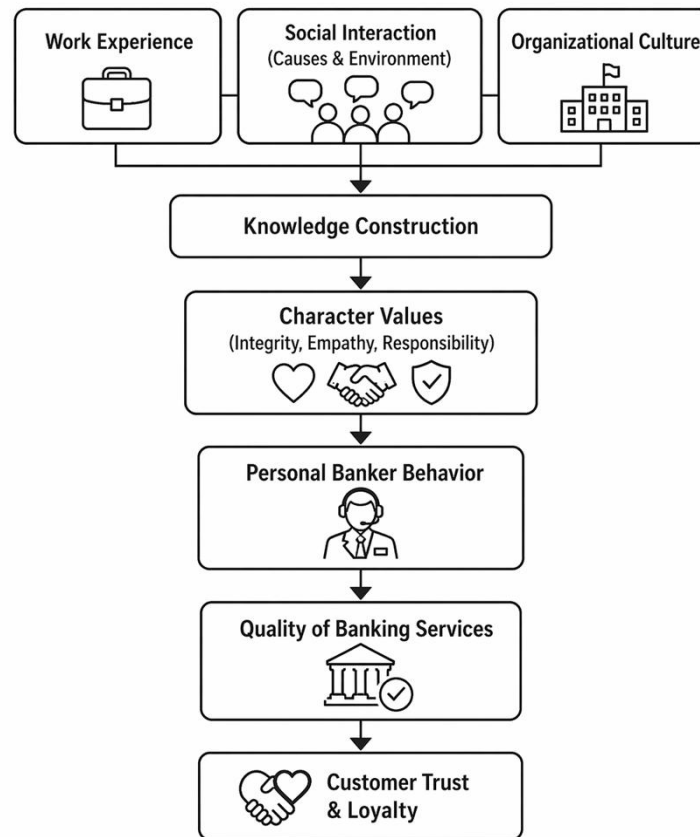 Work Experience
Social Interaction
(Causes & Environment)
Organizational Culture
Knowledge Construction
Character Values
(Integrity, Empathy, Responsibility)
Personal Banker Behavior
Quality of Banking Services
Customer Trust
& Loyalty